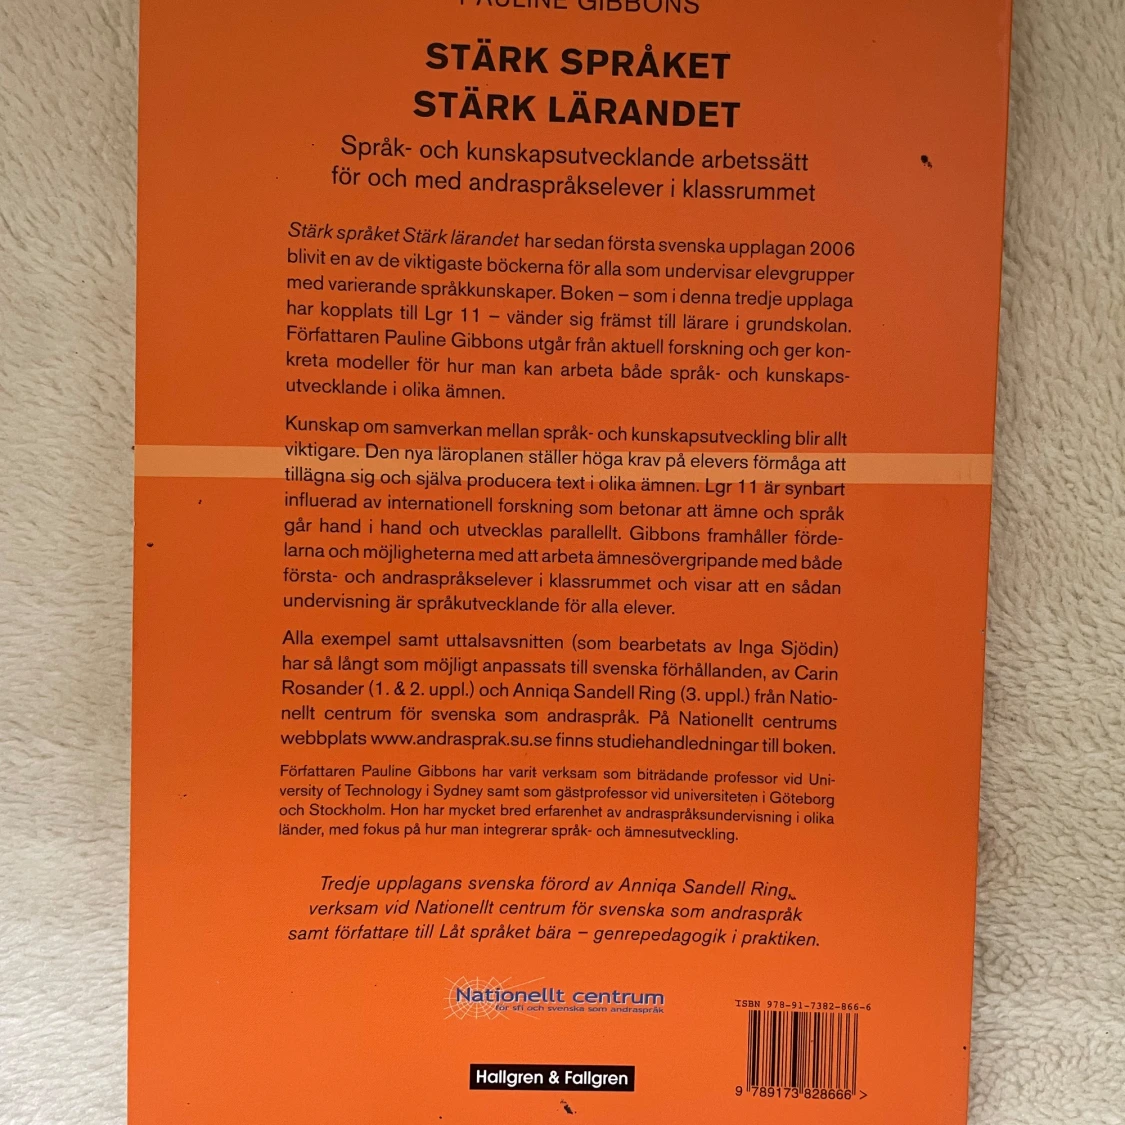 PAULINE GIBBONS
STÄRK SPRÅKET
STÄRK LÄRANDET
Språk- och kunskapsutvecklande arbetssätt
för och med andraspråkselever i klassrummet
Stärk språket Stärk lärandet har sedan första svenska upplagan 2006
blivit en av de viktigaste böckerna för alla som undervisar elevgrupper
med varierande språkkunskaper. Boken – som i denna tredje upplaga
har kopplats till Lgr 11 – vänder sig främst till lärare i grundskolan.
Författaren Pauline Gibbons utgår från aktuell forskning och ger kon-
kreta modeller för hur man kan arbeta både språk- och kunskaps-
utvecklande i olika ämnen.
Kunskap om samverkan mellan språk- och kunskapsutveckling blir allt
viktigare. Den nya läroplanen ställer höga krav på elevers förmåga att
tillägna sig och själva producera text i olika ämnen. Lgr 11 är synbart
influerad av internationell forskning som betonar att ämne och språk
går hand i hand och utvecklas parallellt. Gibbons framhåller förde-
larna och möjligheterna med att arbeta ämnesövergripande med både
första- och andraspråkselever i klassrummet och visar att en sådan
undervisning är språkutvecklande för alla elever.
Alla exempel samt uttalsavsnitten (som bearbetats av Inga Sjödin)
har så långt som möjligt anpassats till svenska förhållanden, av Carin
Rosander (1. & 2. uppl.) och Anniqa Sandell Ring (3. uppl.) från Natio-
nellt centrum för svenska som andraspråk. På Nationellt centrums
webbplats www.andrasprak.su.se finns studiehandledningar till boken.
Författaren Pauline Gibbons har varit verksam som biträdande professor vid Uni-
versity of Technology i Sydney samt som gästprofessor vid universiteten i Göteborg
och Stockholm. Hon har mycket bred erfarenhet av andraspråksundervisning i olika
länder, med fokus på hur man integrerar språk- och ämnesutveckling.
Tredje upplagans svenska förord av Anniqa Sandell Ring,
verksam vid Nationellt centrum för svenska som andraspråk
samt författare till Låt språket bära – genrepedagogik i praktiken.
Nationellt centrum
för sfi och svenska som andraspråk
ISBN 978-91-7382-866-6
9 789173 828666 >
Hallgren & Fallgren